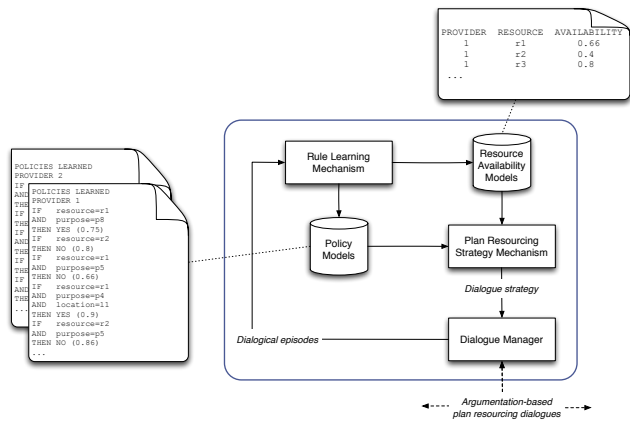 PROVIDER RESOURCE AVAILABILITY
1 r1 0.66
1 r2 0.4
1 r3 0.8
...
Rule Learning
Mechanism
Resource
Availability
Models
Policy
Models
Plan Resourcing
Strategy Mechanism
Dialogue strategy
Dialogical episodes
Dialogue Manager
Argumentation-based
plan resourcing dialogues
POLICIES LEARNED
PROVIDER 2
IF
AND
THE
IF
THE
IF
THE
IF
AND
THE
...
POLICIES LEARNED
PROVIDER 1
IF resource=r1
AND purpose=p8
THEN YES (0.75)
IF resource=r2
THEN NO (0.8)
IF resource=r1
AND purpose=p5
THEN NO (0.66)
IF resource=r1
AND purpose=p4
AND location=l1
THEN YES (0.9)
IF resource=r2
AND purpose=p5
THEN NO (0.86)
...